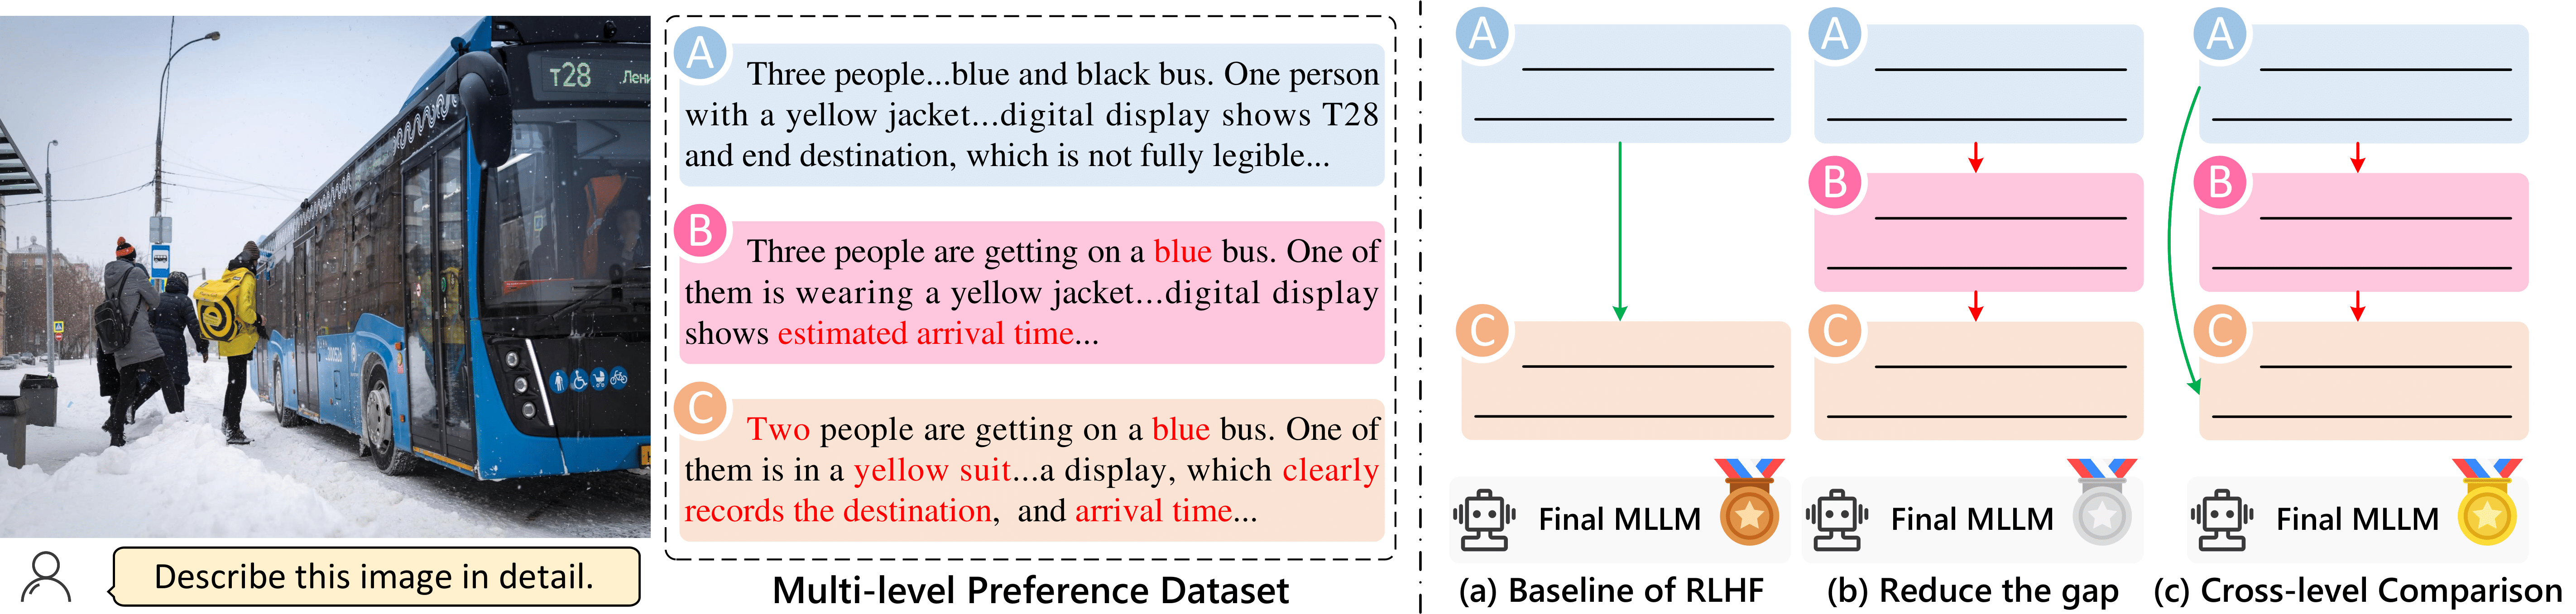 T28
Лени
A
Three people...blue and black bus. One person
with a yellow jacket...digital display shows T28
and end destination, which is not fully legible...
B
Three people are getting on a blue bus. One of
them is wearing a yellow jacket...digital display
shows estimated arrival time...
C
Two people are getting on a blue bus. One of
them is in a yellow suit...a display, which clearly
records the destination, and arrival time...
Describe this image in detail.
Multi-level Preference Dataset
A
C
Final MLLM
(a) Baseline of RLHF
A
B
C
Final MLLM
(b) Reduce the gap
A
B
C
Final MLLM
(c) Cross-level Comparison